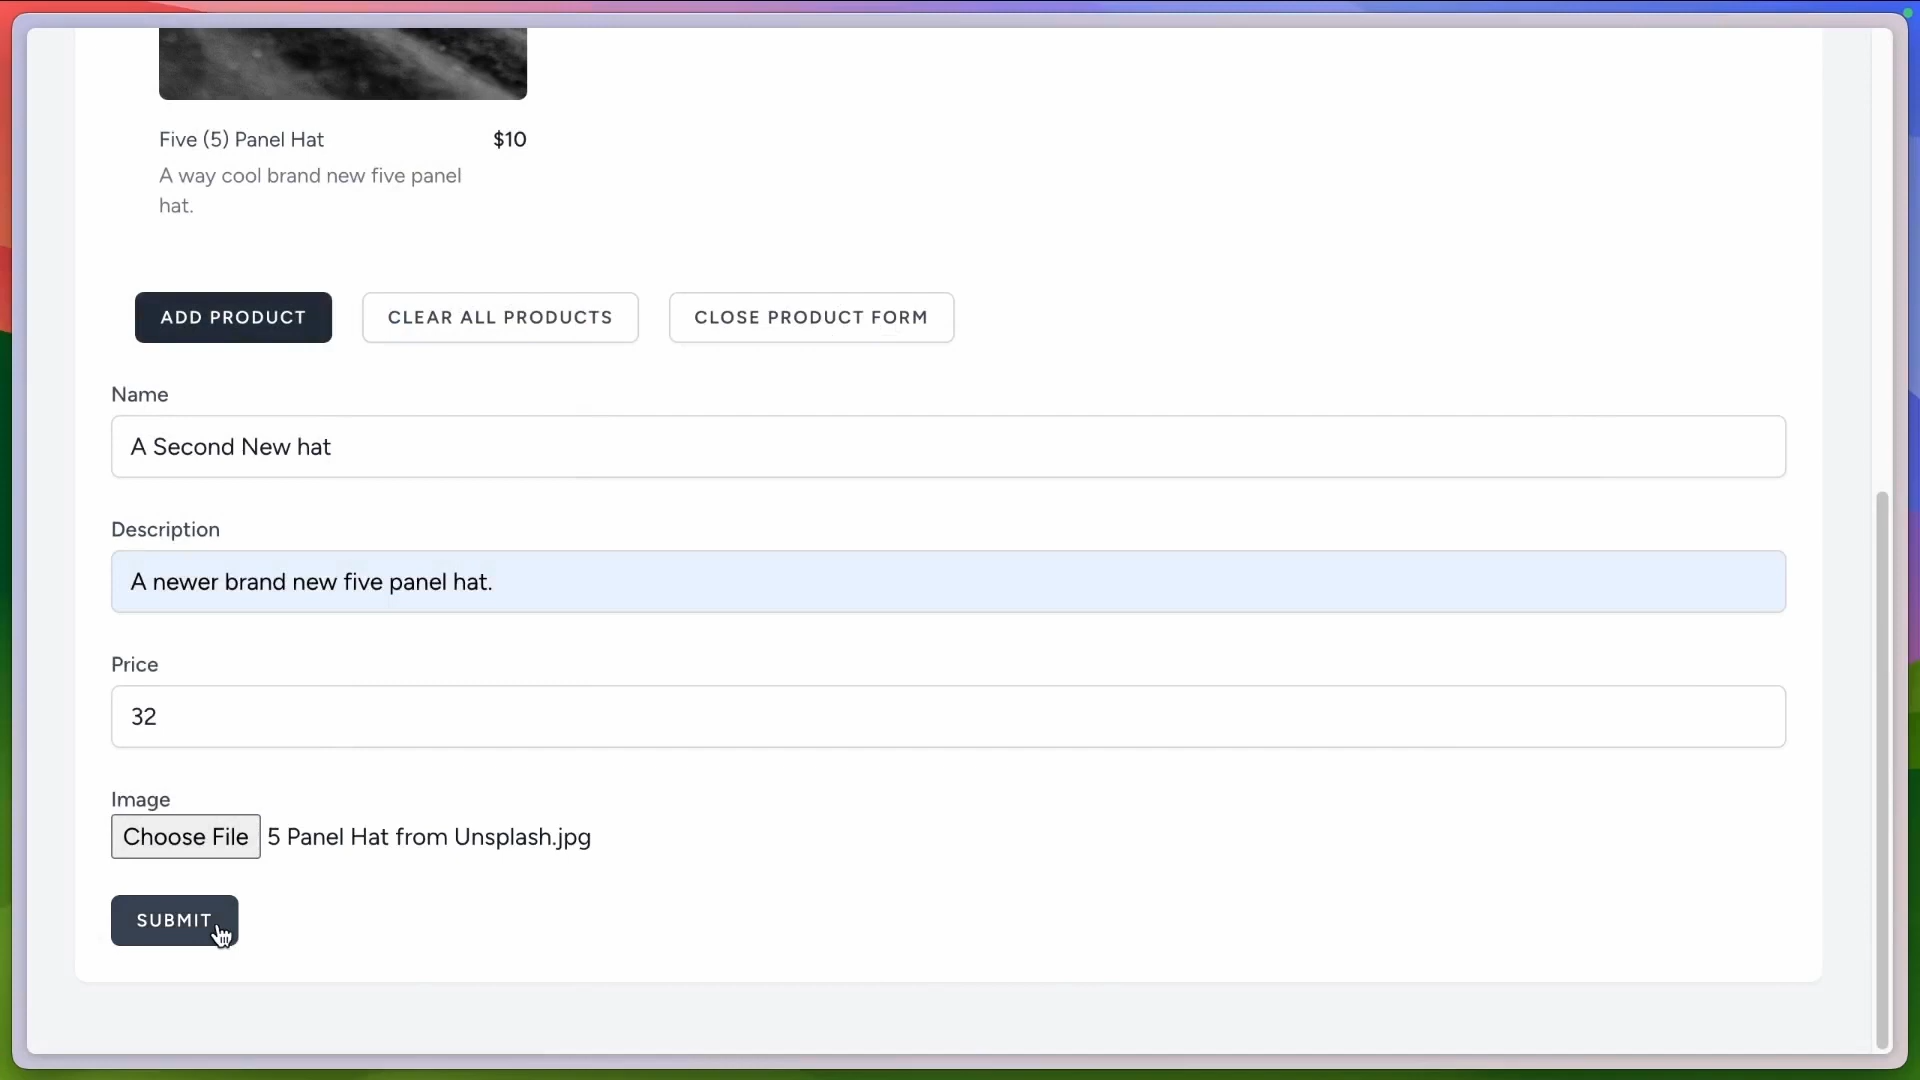 Five (5) Panel Hat $10
A way cool brand new five panel
hat.
ADD PRODUCT CLEAR ALL PRODUCTS CLOSE PRODUCT FORM
Name
A Second New hat
Description
A newer brand new five panel hat.
Price
32
Image
Choose File 5 Panel Hat from Unsplash.jpg
SUBMIT